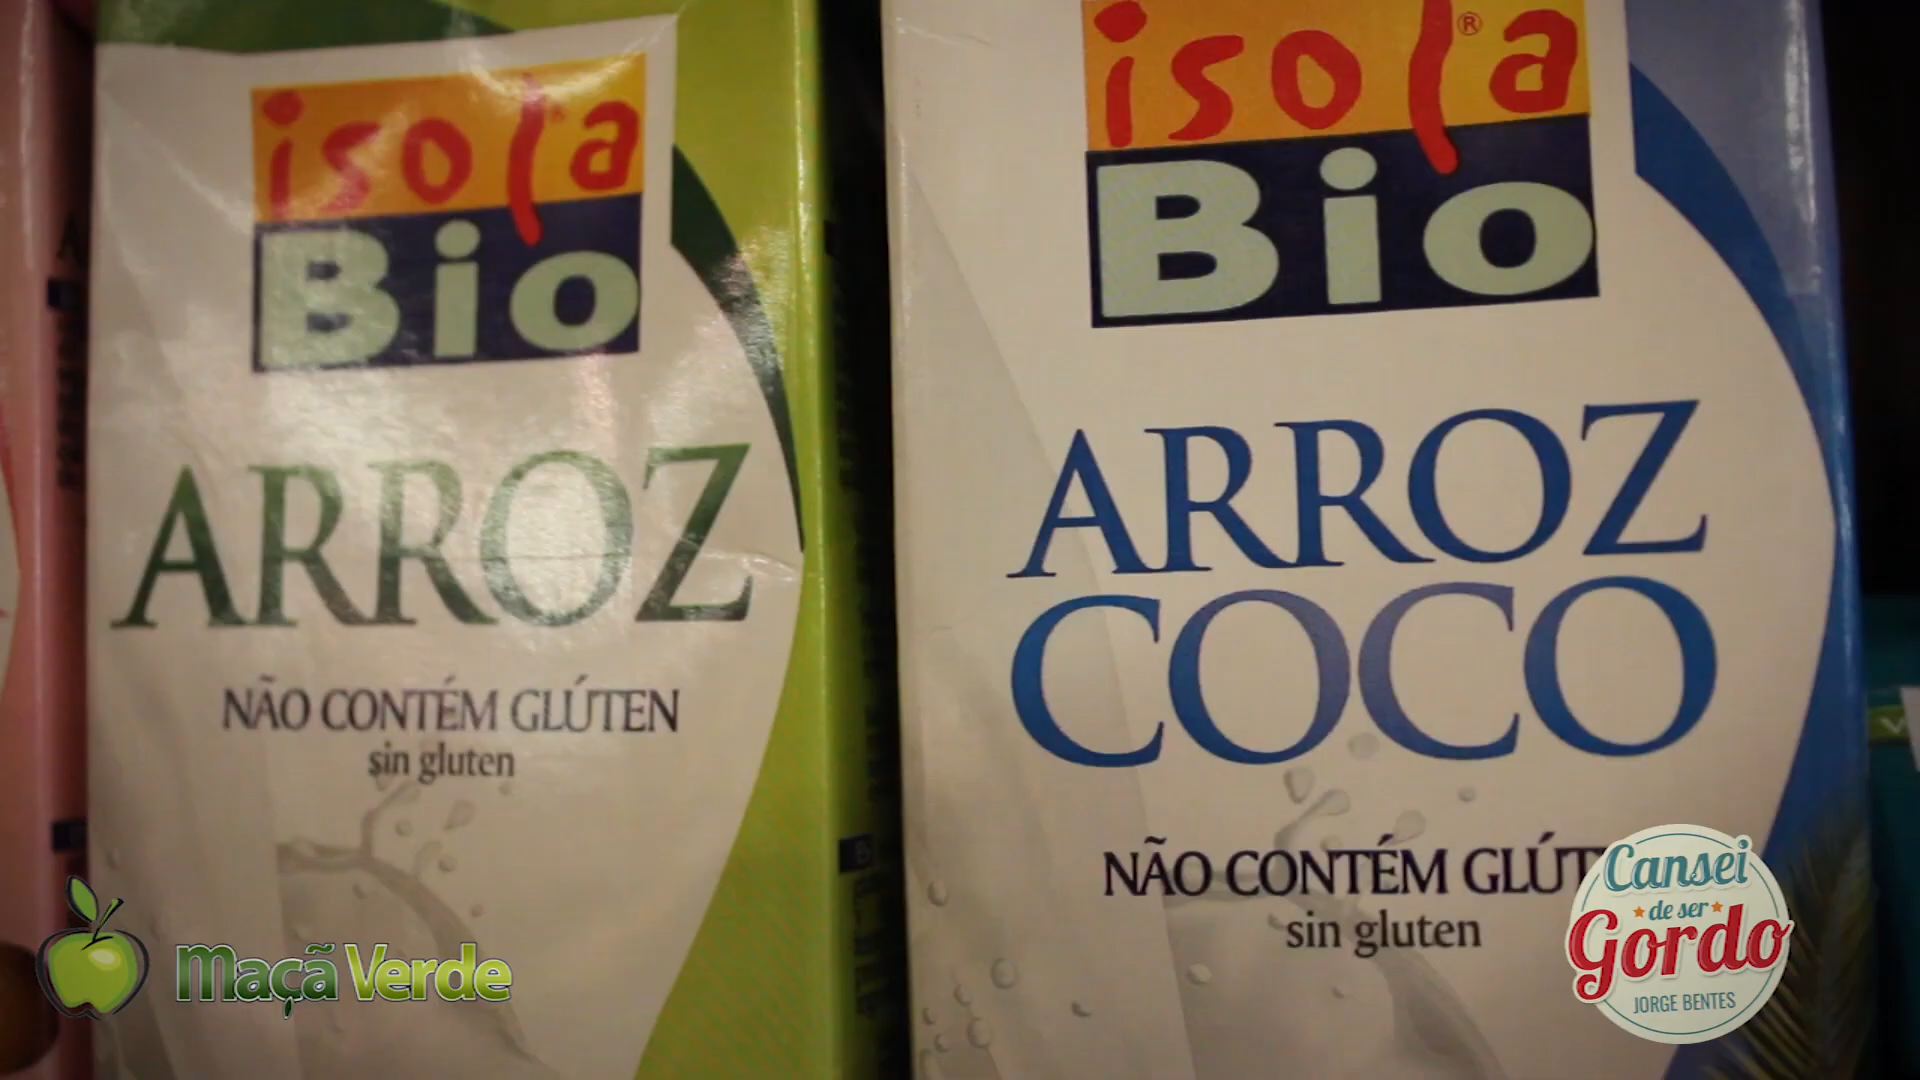 isola
Bio
ARROZ
NÃO CONTÉM GLÚTEN
sin gluten
isola®
Bio
ARROZ
COCO
NÃO CONTÉM GLÚT
sin gluten
Maçã Verde
Cansei
de ser
Gordo
JORGE BENTES